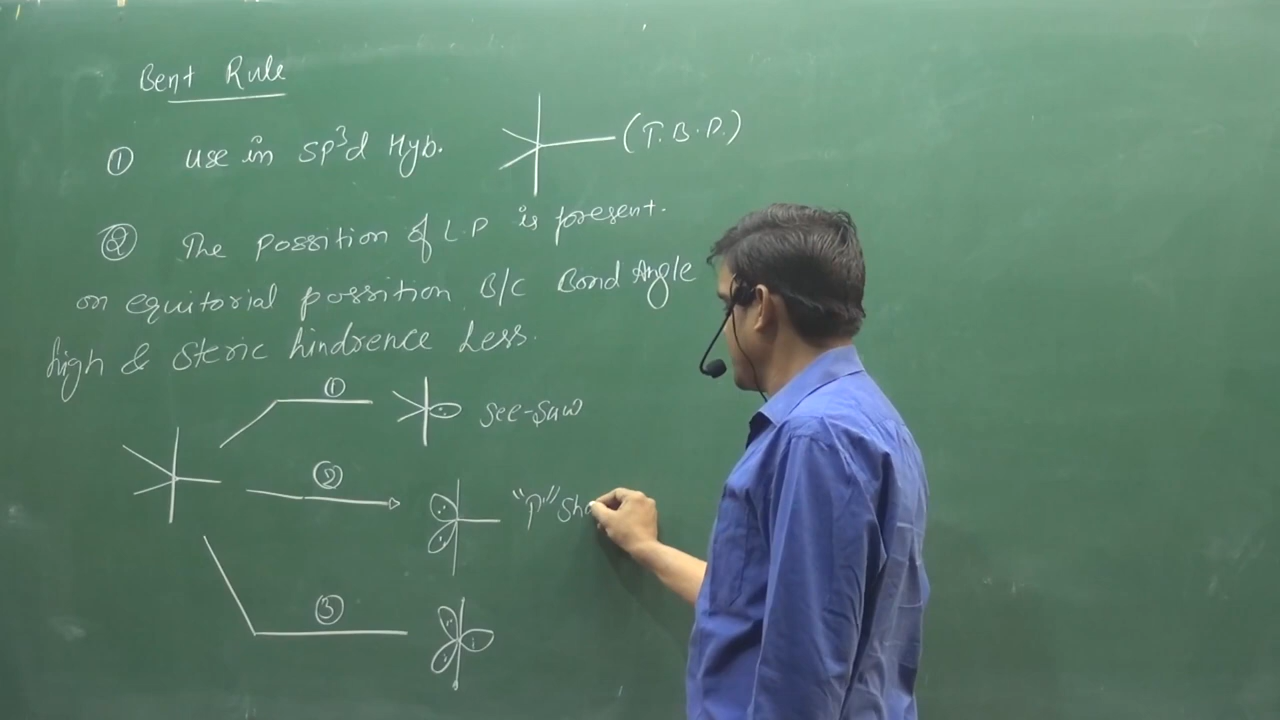 Bent Rule
① use in SP³d Hyb. (T.B.P.)
② The possition of L.P is present.
on equitorial possition B/C Bond Angle
high & steric hindrence Less.
① see-saw
② "T" Sha
③